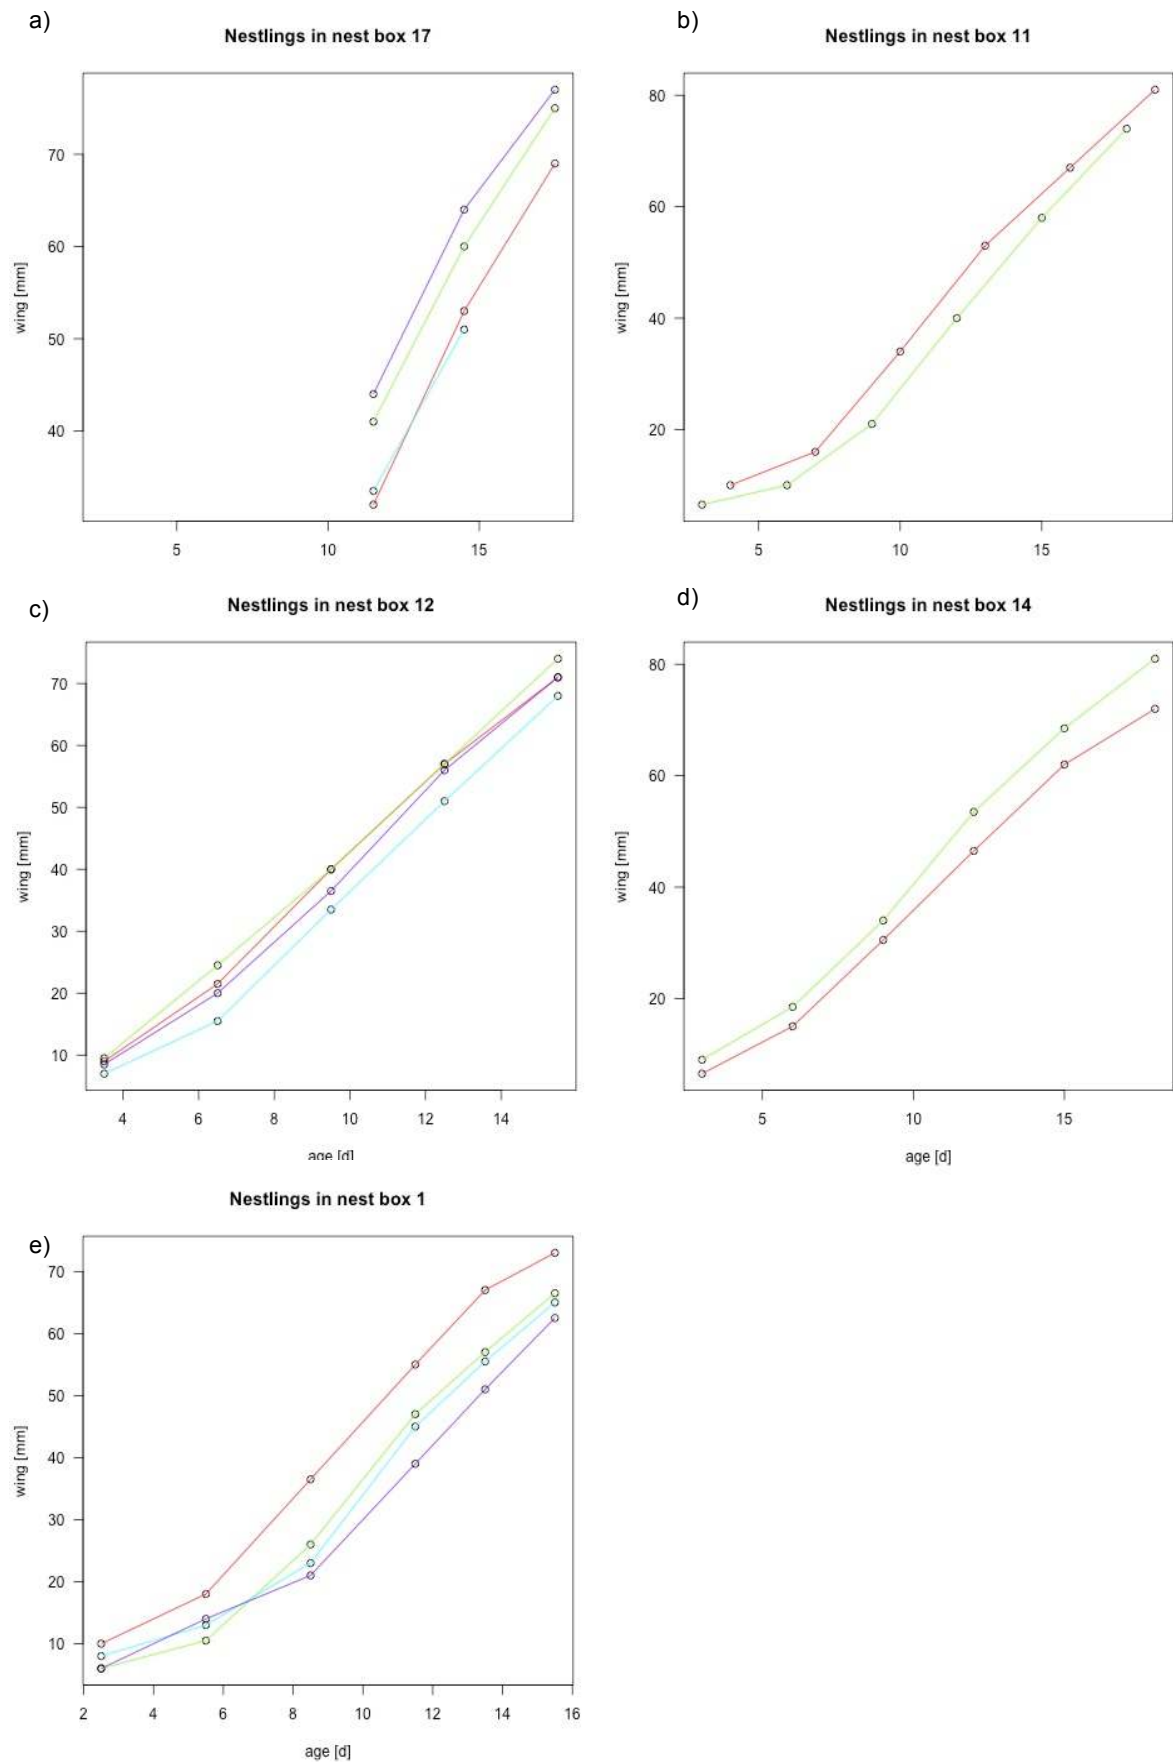 a)
Nestlings in nest box 17
70
60
50
40
wing [mm]
5 10 15
b)
Nestlings in nest box 11
80
60
40
20
wing [mm]
5 10 15
c)
Nestlings in nest box 12
70
60
50
40
30
20
10
wing [mm]
4 6 8 10 12 14
age [d]
d)
Nestlings in nest box 14
80
60
40
20
wing [mm]
5 10 15
age [d]
e)
Nestlings in nest box 1
70
60
50
40
30
20
10
wing [mm]
2 4 6 8 10 12 14 16
age [d]